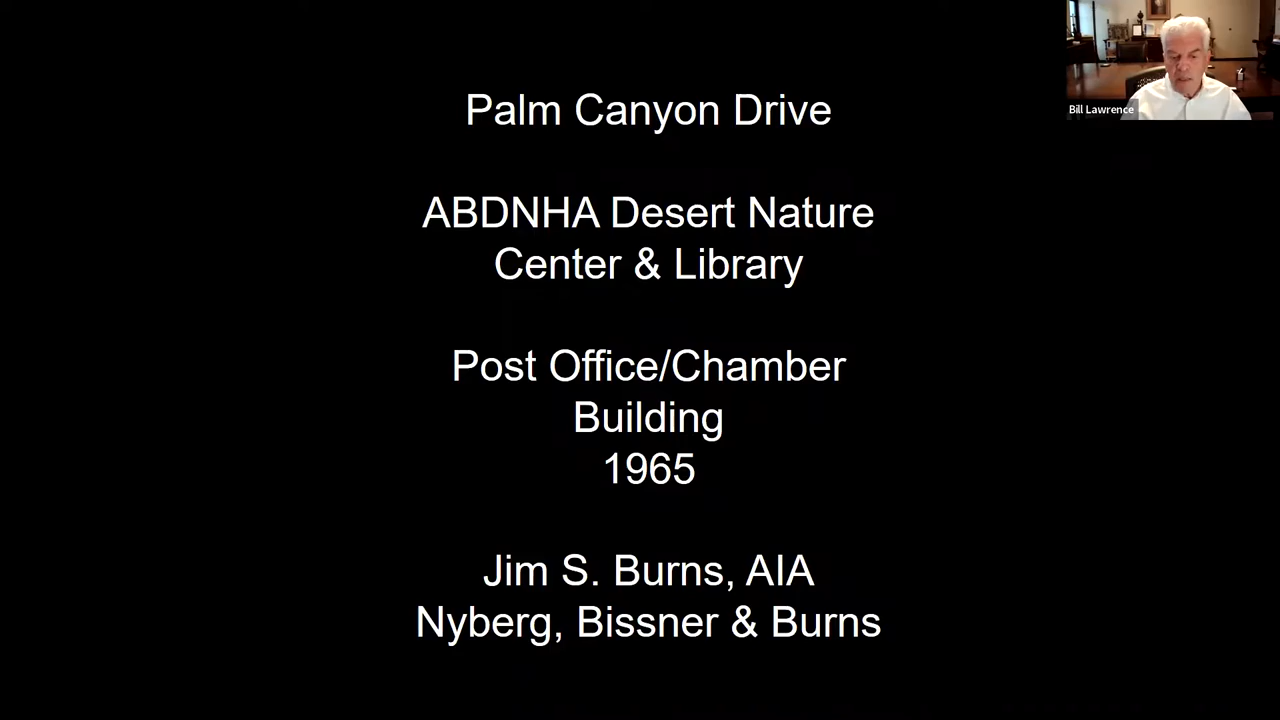 Palm Canyon Drive
ABDNHA Desert Nature
Center & Library
Post Office/Chamber
Building
1965
Jim S. Burns, AIA
Nyberg, Bissner & Burns
Bill Lawrence